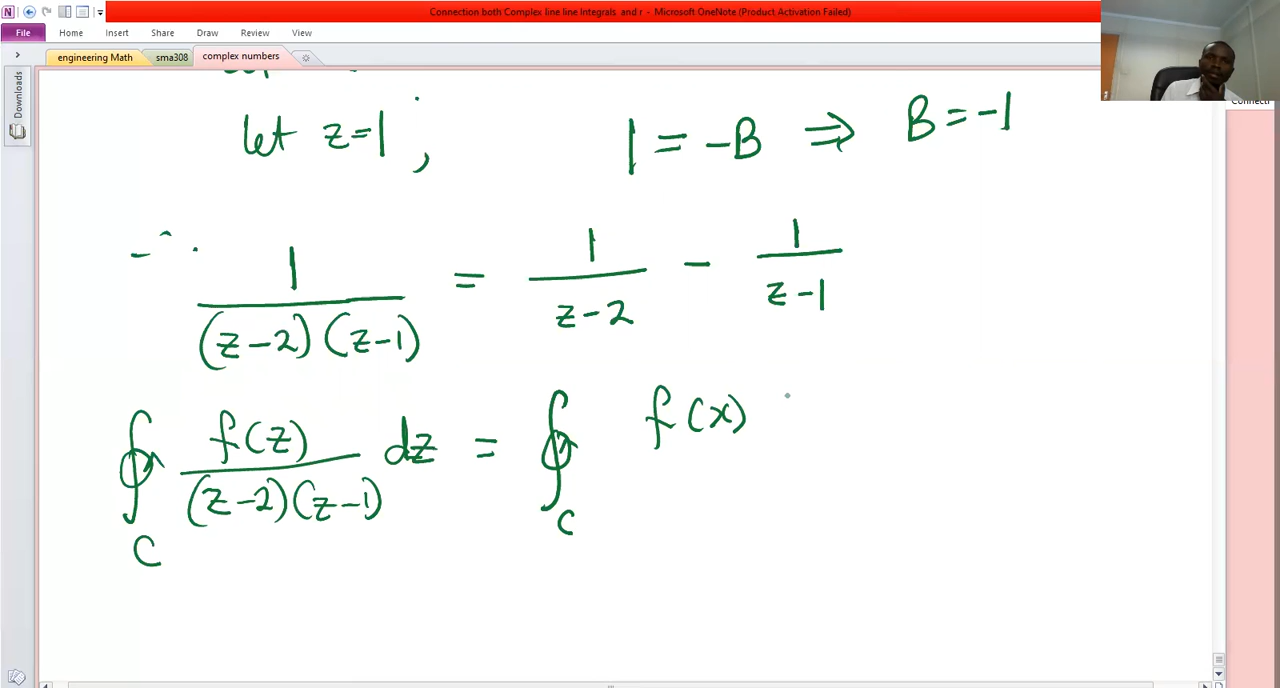 Connection both Complex line line Integrals and r - Microsoft OneNote (Product Activation Failed)
File Home Insert Share Draw Review View
engineering Math sma308 complex numbers
Downloads
let z=1 ; 1 = -B ⇒ B = -1
∴ 1/((z-2)(z-1)) = 1/(z-2) - 1/(z-1)
∮_C f(z)/((z-2)(z-1)) dz = ∮_C f(x)